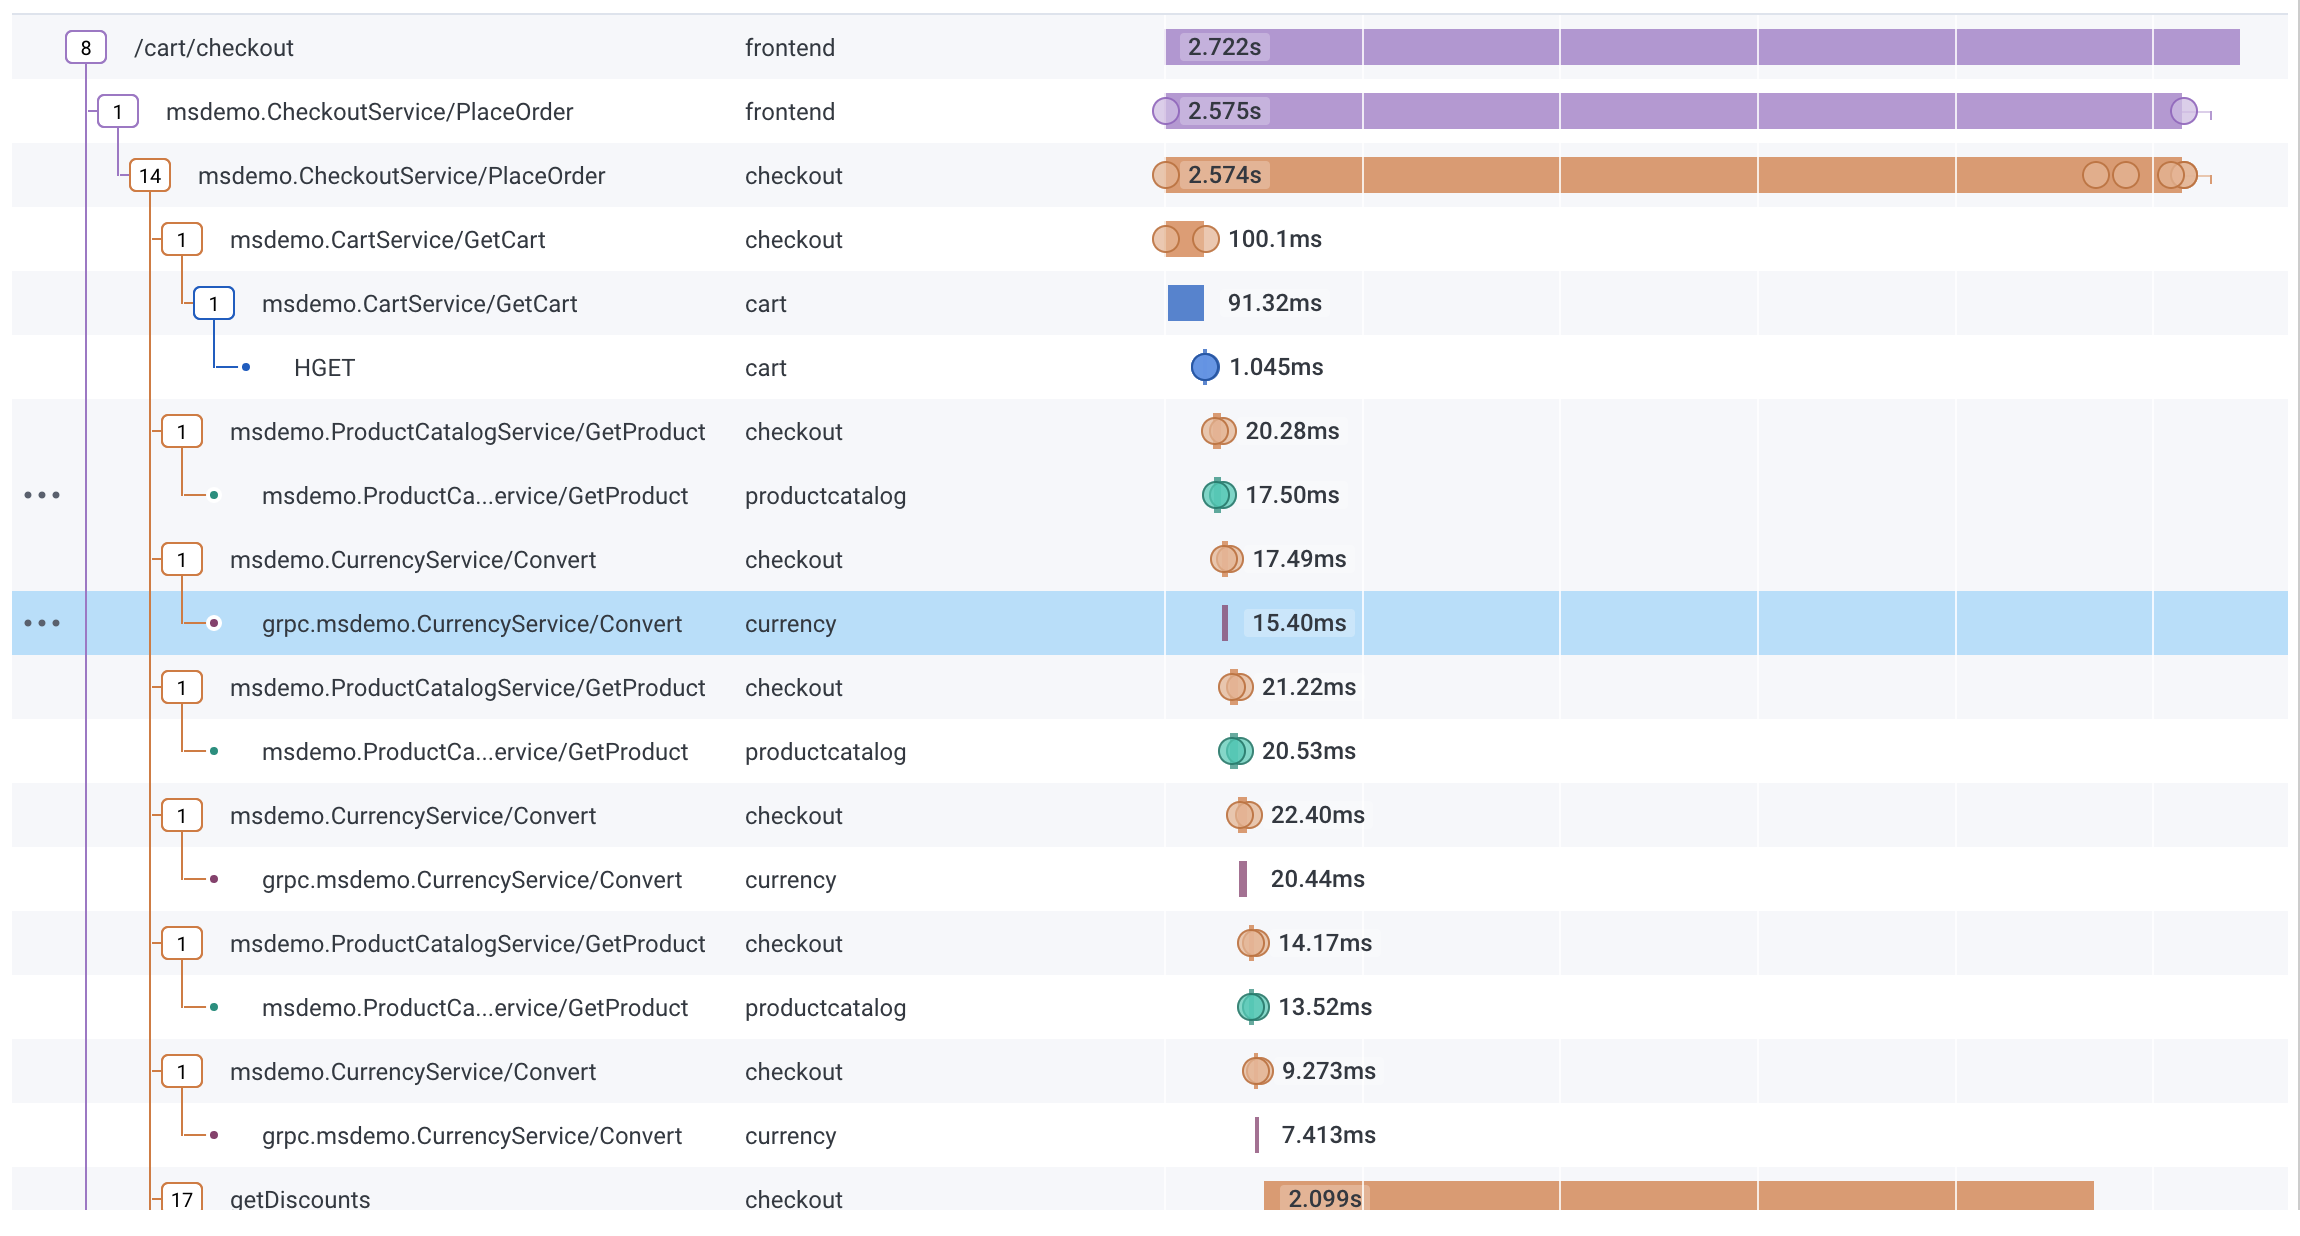 8 /cart/checkout frontend 2.722s
1 msdemo.CheckoutService/PlaceOrder frontend 2.575s
14 msdemo.CheckoutService/PlaceOrder checkout 2.574s
1 msdemo.CartService/GetCart checkout 100.1ms
1 msdemo.CartService/GetCart cart 91.32ms
HGET cart 1.045ms
1 msdemo.ProductCatalogService/GetProduct checkout 20.28ms
msdemo.ProductCa...ervice/GetProduct productcatalog 17.50ms
1 msdemo.CurrencyService/Convert checkout 17.49ms
grpc.msdemo.CurrencyService/Convert currency 15.40ms
1 msdemo.ProductCatalogService/GetProduct checkout 21.22ms
msdemo.ProductCa...ervice/GetProduct productcatalog 20.53ms
1 msdemo.CurrencyService/Convert checkout 22.40ms
grpc.msdemo.CurrencyService/Convert currency 20.44ms
1 msdemo.ProductCatalogService/GetProduct checkout 14.17ms
msdemo.ProductCa...ervice/GetProduct productcatalog 13.52ms
1 msdemo.CurrencyService/Convert checkout 9.273ms
grpc.msdemo.CurrencyService/Convert currency 7.413ms
17 getDiscounts checkout 2.099s